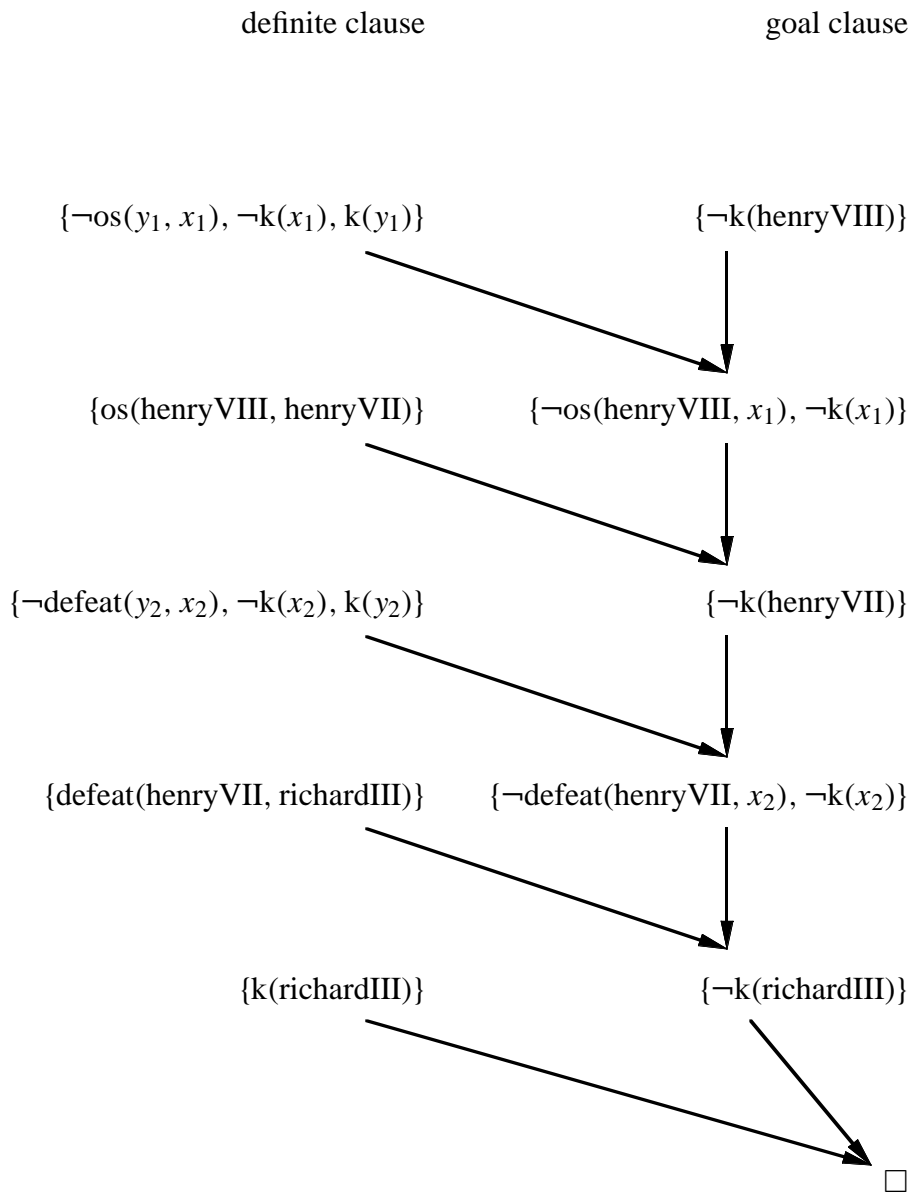 definite clause goal clause
{¬os(y₁, x₁), ¬k(x₁), k(y₁)} {¬k(henryVIII)}
{os(henryVIII, henryVII)} {¬os(henryVIII, x₁), ¬k(x₁)}
{¬defeat(y₂, x₂), ¬k(x₂), k(y₂)} {¬k(henryVII)}
{defeat(henryVII, richardIII)} {¬defeat(henryVII, x₂), ¬k(x₂)}
{k(richardIII)} {¬k(richardIII)}
□